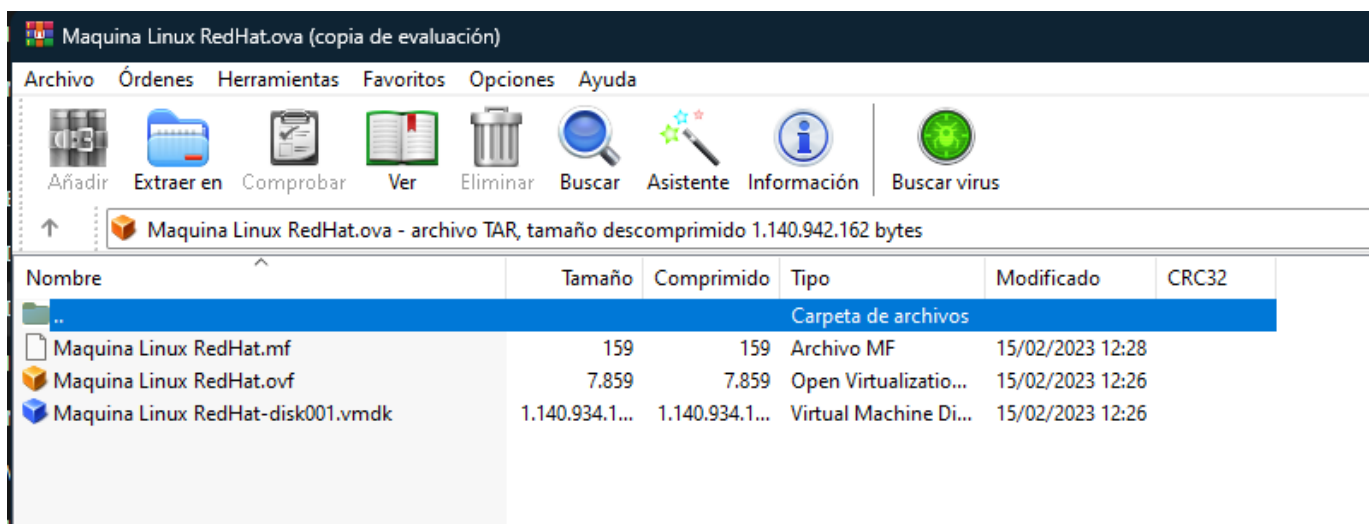 Maquina Linux RedHat.ova (copia de evaluación)
Archivo Órdenes Herramientas Favoritos Opciones Ayuda
Añadir Extraer en Comprobar Ver Eliminar Buscar Asistente Información Buscar virus
Maquina Linux RedHat.ova - archivo TAR, tamaño descomprimido 1.140.942.162 bytes
Nombre Tamaño Comprimido Tipo Modificado CRC32
.. Carpeta de archivos
Maquina Linux RedHat.mf 159 159 Archivo MF 15/02/2023 12:28
Maquina Linux RedHat.ovf 7.859 7.859 Open Virtualizatio... 15/02/2023 12:26
Maquina Linux RedHat-disk001.vmdk 1.140.934.1... 1.140.934.1... Virtual Machine Di... 15/02/2023 12:26